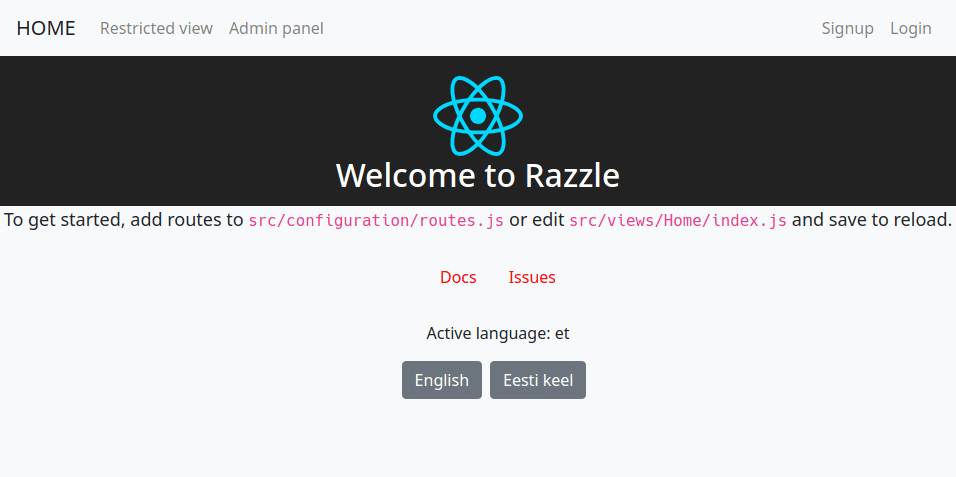 HOME Restricted view Admin panel Signup Login
Welcome to Razzle
To get started, add routes to src/configuration/routes.js or edit src/views/Home/index.js and save to reload.
Docs Issues
Active language: et
English Eesti keel